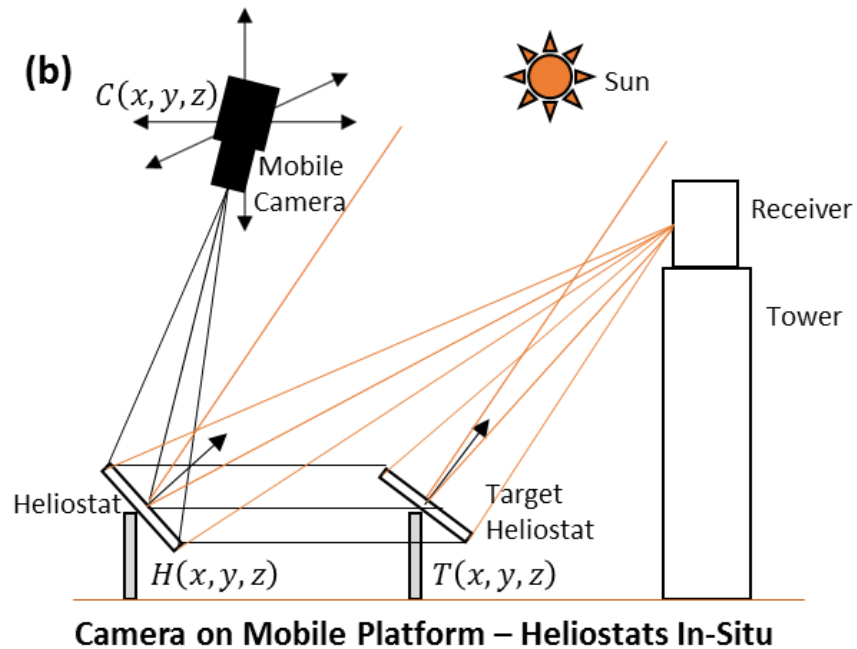 (b)
C(x, y, z)
Mobile
Camera
Sun
Receiver
Tower
Heliostat
Target
Heliostat
H(x, y, z)
T(x, y, z)
Camera on Mobile Platform – Heliostats In-Situ